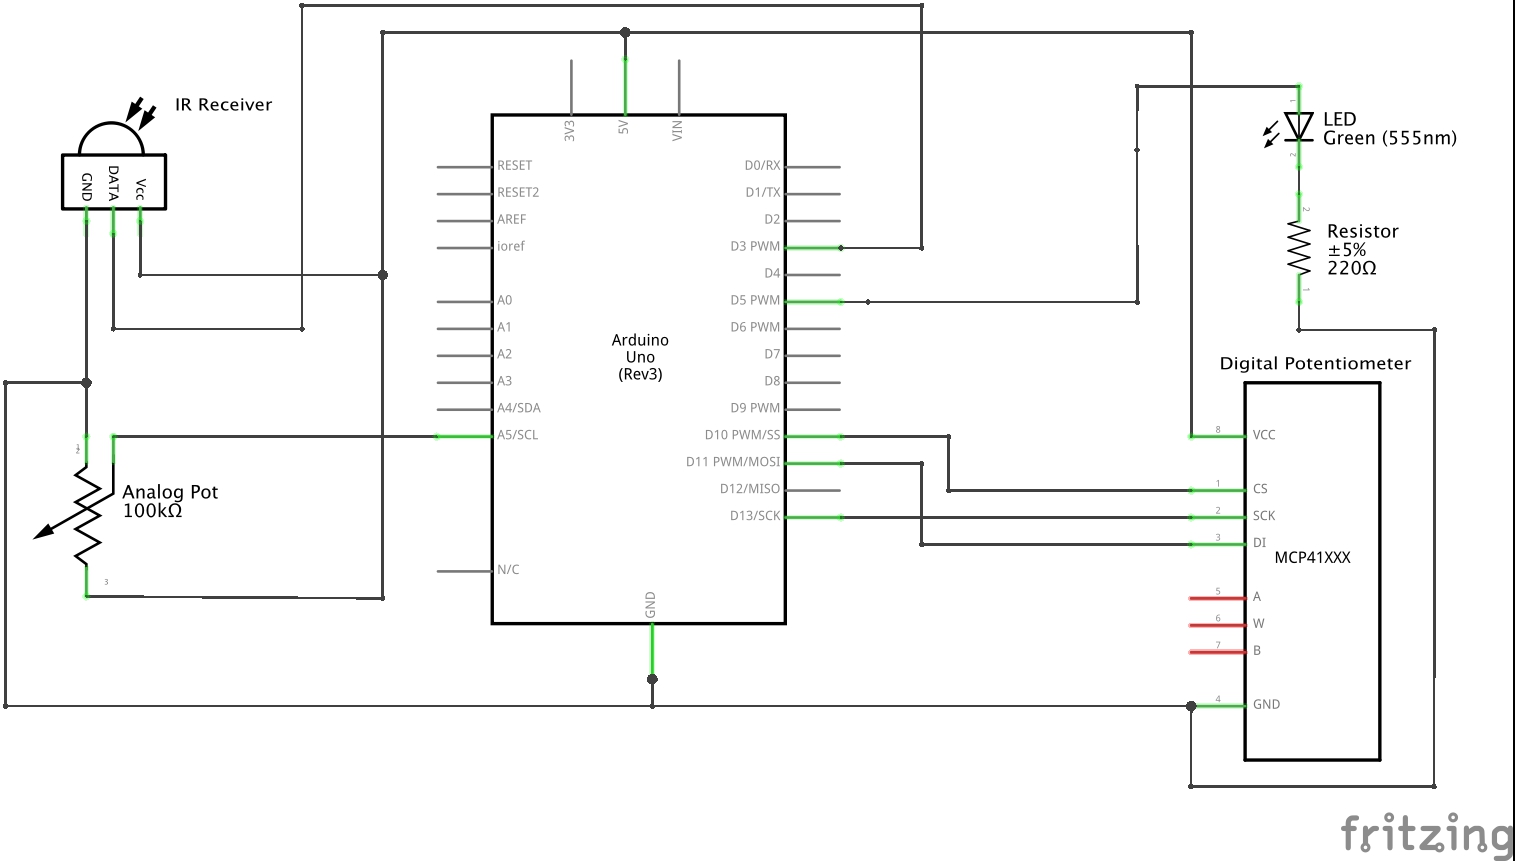 IR Receiver
GND
DATA
Vcc
3V3
5V
VIN
RESET
RESET2
AREF
ioref
A0
A1
A2
A3
A4/SDA
A5/SCL
N/C
D0/RX
D1/TX
D2
D3 PWM
D4
D5 PWM
D6 PWM
D7
D8
D9 PWM
D10 PWM/SS
D11 PWM/MOSI
D12/MISO
D13/SCK
Arduino
Uno
(Rev3)
GND
Analog Pot
100kΩ
3
1
LED
Green (555nm)
2
2
Resistor
±5%
220Ω
1
Digital Potentiometer
8 VCC
1 CS
2 SCK
3 DI
MCP41XXX
5 A
6 W
7 B
4 GND
fritzing